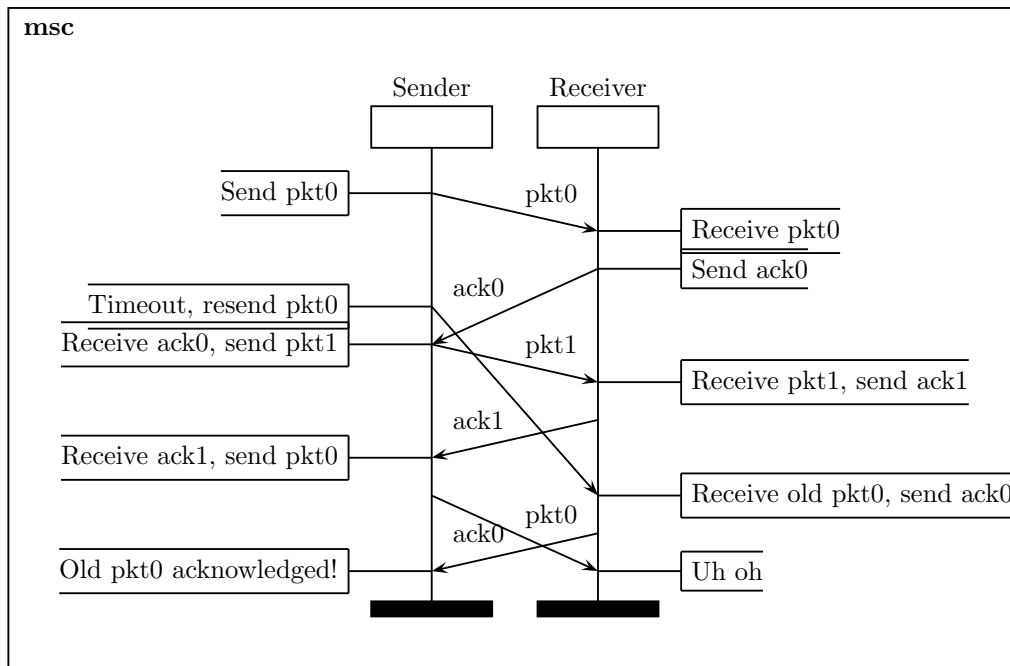 msc
Sender
Receiver
Send pkt0
pkt0
Receive pkt0
Send ack0
ack0
Timeout, resend pkt0
Receive ack0, send pkt1
pkt1
Receive pkt1, send ack1
ack1
Receive ack1, send pkt0
Receive old pkt0, send ack0
pkt0
ack0
Old pkt0 acknowledged!
Uh oh